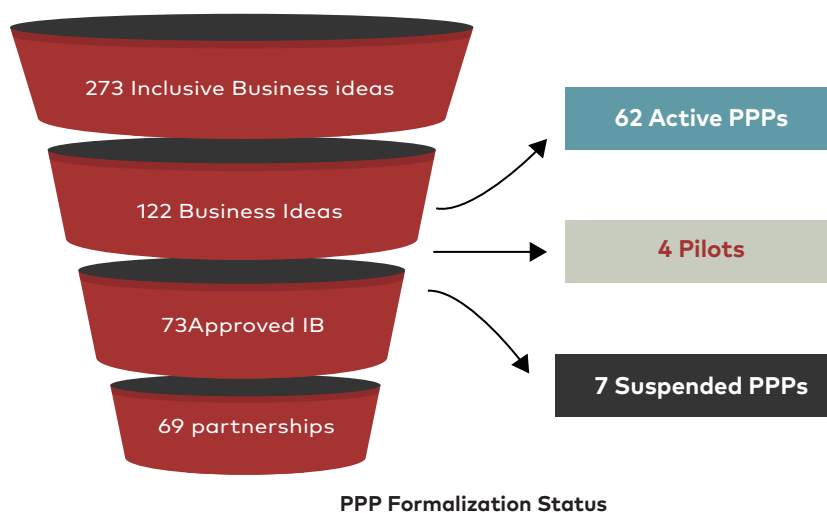 273 Inclusive Business ideas
122 Business Ideas
73Approved IB
69 partnerships
62 Active PPPs
4 Pilots
7 Suspended PPPs
PPP Formalization Status